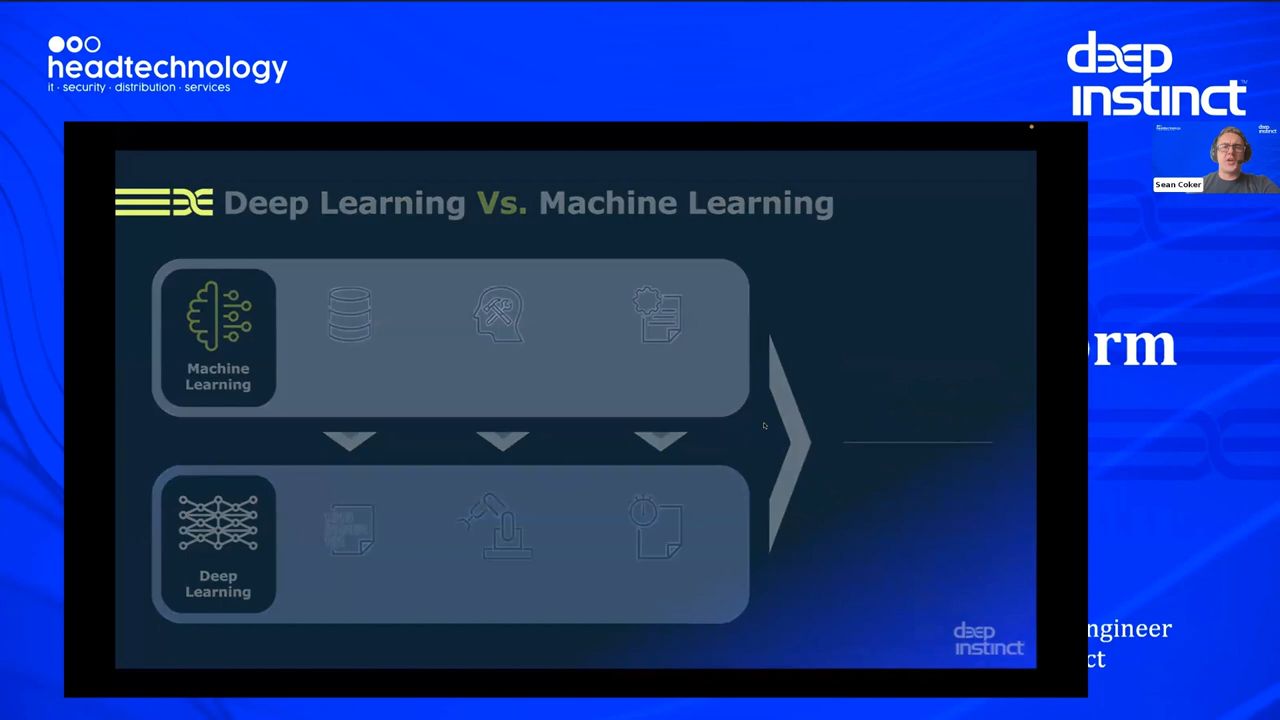 headtechnology
it · security · distribution · services
deep
instinct
Sean Coker
Deep Learning Vs. Machine Learning
Machine
Learning
orm
Deep
Learning
deep
instinct
ngineer
ct